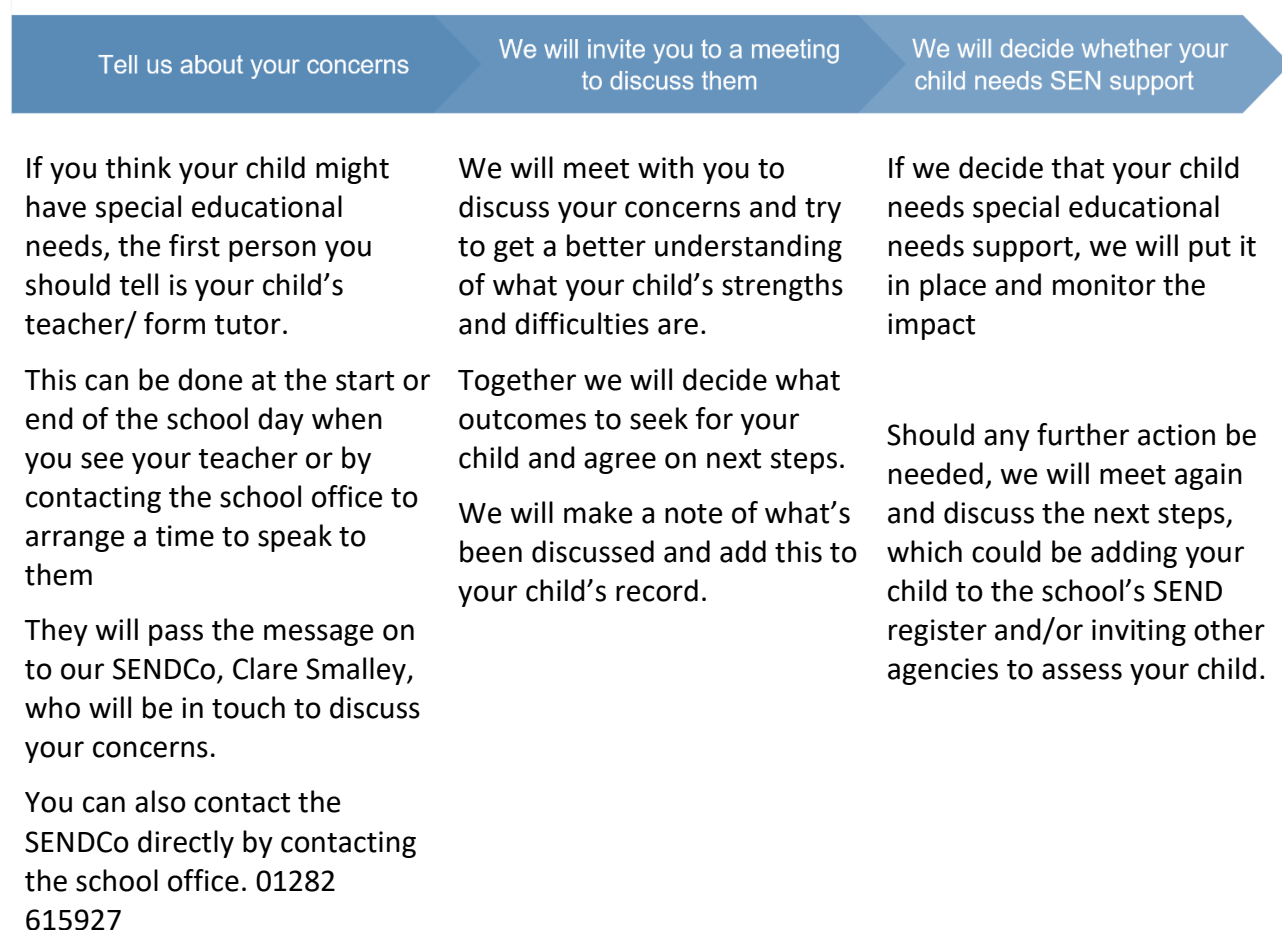 Tell us about your concerns
We will invite you to a meeting
to discuss them
We will decide whether your
child needs SEN support
If you think your child might
have special educational
needs, the first person you
should tell is your child’s
teacher/ form tutor.
This can be done at the start or
end of the school day when
you see your teacher or by
contacting the school office to
arrange a time to speak to
them
They will pass the message on
to our SENDCo, Clare Smalley,
who will be in touch to discuss
your concerns.
You can also contact the
SENDCo directly by contacting
the school office. 01282
615927
We will meet with you to
discuss your concerns and try
to get a better understanding
of what your child’s strengths
and difficulties are.
Together we will decide what
outcomes to seek for your
child and agree on next steps.
We will make a note of what’s
been discussed and add this to
your child’s record.
If we decide that your child
needs special educational
needs support, we will put it
in place and monitor the
impact
Should any further action be
needed, we will meet again
and discuss the next steps,
which could be adding your
child to the school’s SEND
register and/or inviting other
agencies to assess your child.